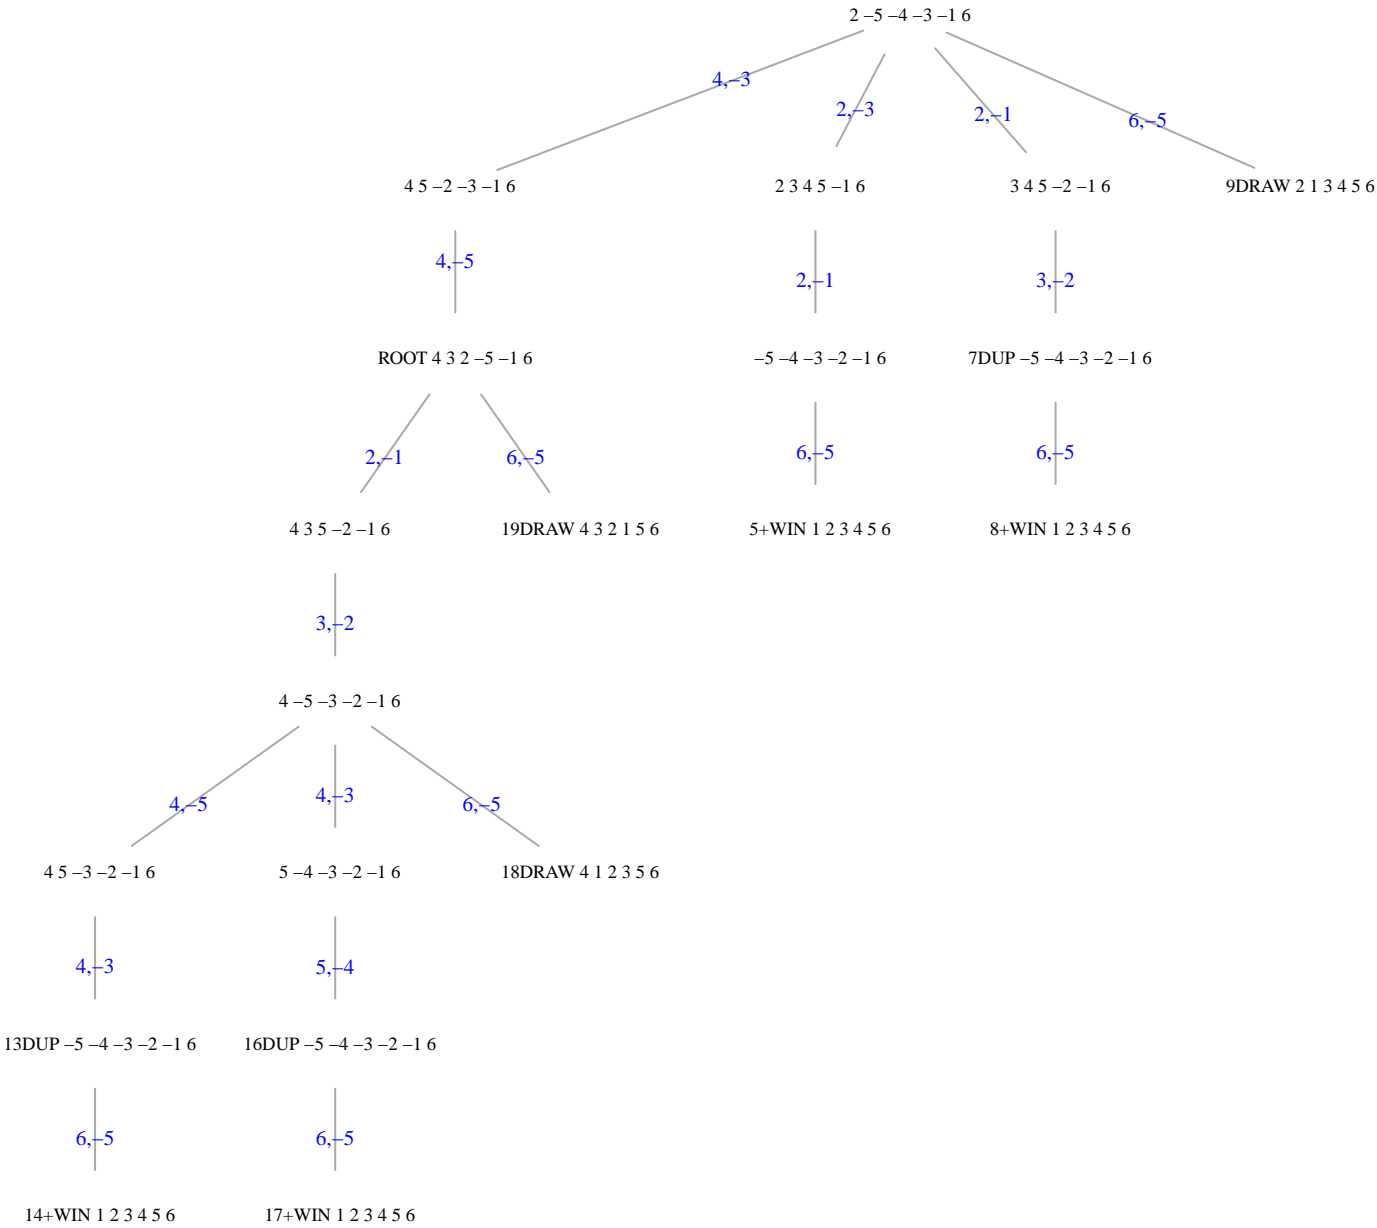 2 –5 –4 –3 –1 6
4,–3
2,–3
2,–1
6,–5
4 5 –2 –3 –1 6
2 3 4 5 –1 6
3 4 5 –2 –1 6
9DRAW 2 1 3 4 5 6
4,–5
2,–1
3,–2
ROOT 4 3 2 –5 –1 6
–5 –4 –3 –2 –1 6
7DUP –5 –4 –3 –2 –1 6
2,–1
6,–5
6,–5
6,–5
4 3 5 –2 –1 6
19DRAW 4 3 2 1 5 6
5+WIN 1 2 3 4 5 6
8+WIN 1 2 3 4 5 6
3,–2
4 –5 –3 –2 –1 6
4,–5
4,–3
6,–5
4 5 –3 –2 –1 6
5 –4 –3 –2 –1 6
18DRAW 4 1 2 3 5 6
4,–3
5,–4
13DUP –5 –4 –3 –2 –1 6
16DUP –5 –4 –3 –2 –1 6
6,–5
6,–5
14+WIN 1 2 3 4 5 6
17+WIN 1 2 3 4 5 6